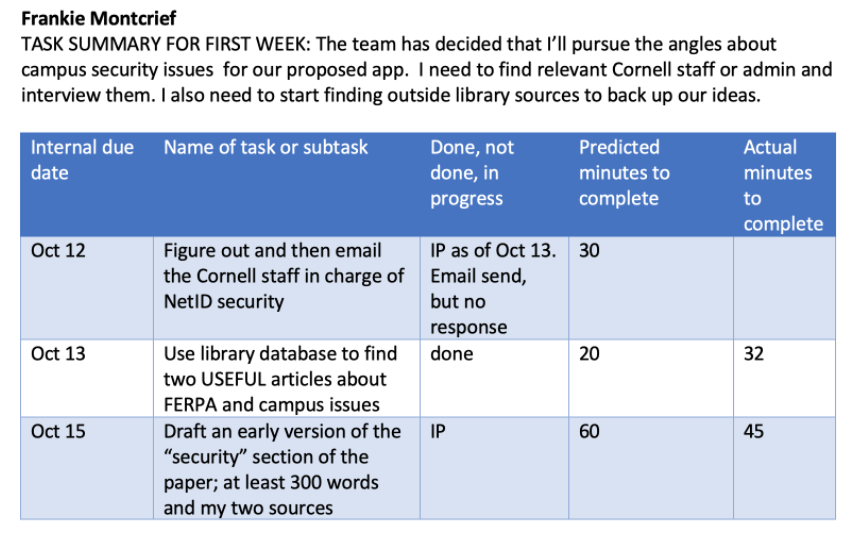 Frankie Montcrief
TASK SUMMARY FOR FIRST WEEK: The team has decided that I'll pursue the angles about
campus security issues  for our proposed app.  I need to find relevant Cornell staff or admin and
interview them. I also need to start finding outside library sources to back up our ideas.
Internal due date
Name of task or subtask
Done, not done, in progress
Predicted minutes to complete
Actual minutes to complete
Oct 12
Figure out and then email
the Cornell staff in charge of
NetID security
IP as of Oct 13.
Email send,
but no
response
30
Oct 13
Use library database to find
two USEFUL articles about
FERPA and campus issues
done
20
32
Oct 15
Draft an early version of the
“security” section of the
paper; at least 300 words
and my two sources
IP
60
45